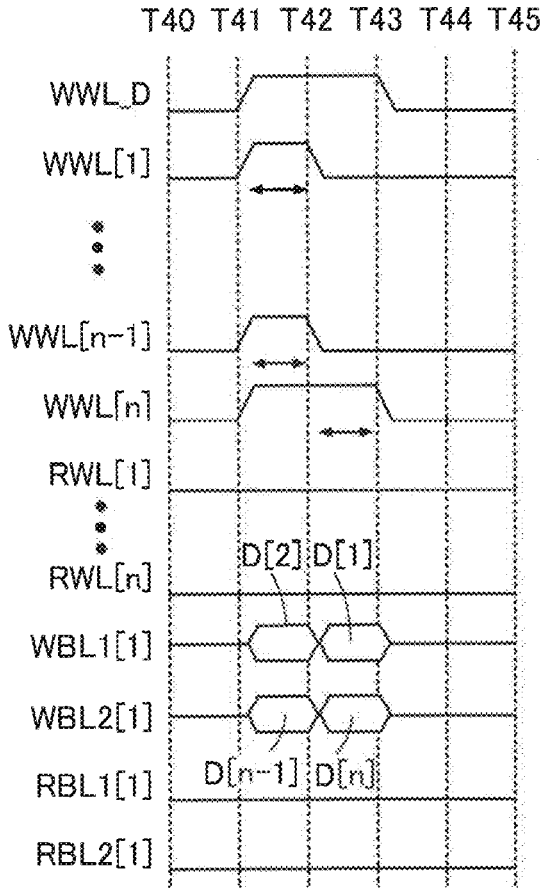 T40 T41 T42 T43 T44 T45
WWL_D
WWL[1]
WWL[n-1]
WWL[n]
RWL[1]
RWL[n]
D[2] D[1]
WBL1[1]
WBL2[1]
D[n-1] D[n]
RBL1[1]
RBL2[1]